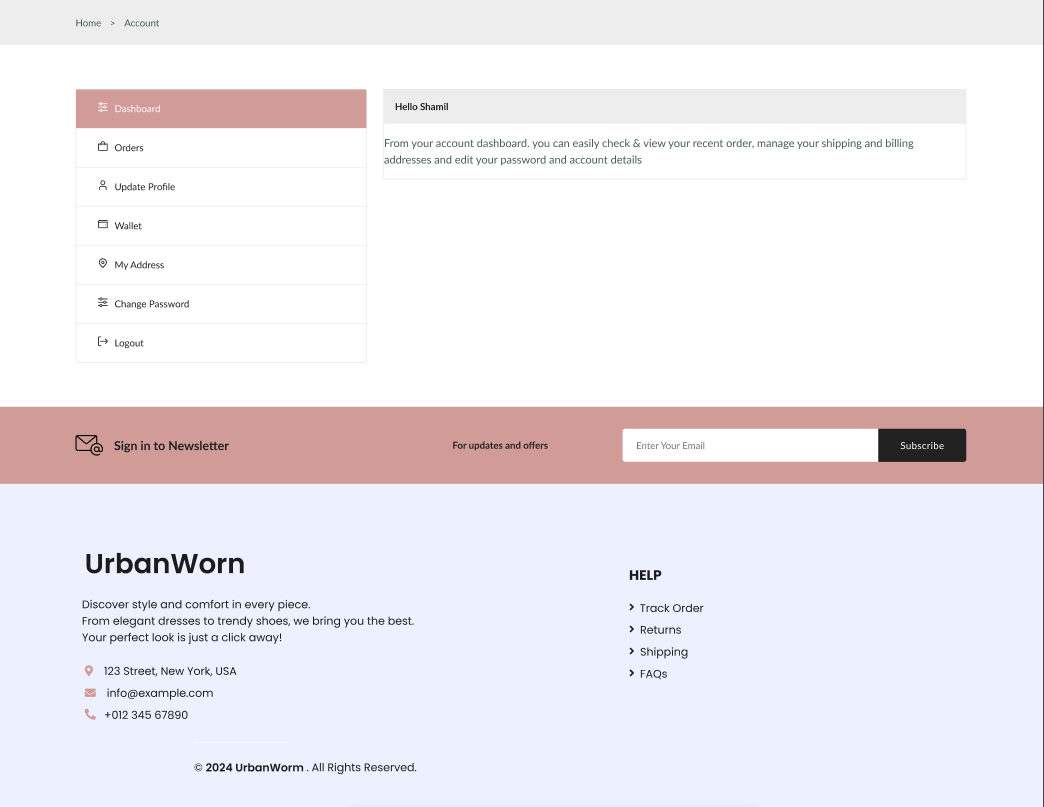 Home > Account
Dashboard
Orders
Update Profile
Wallet
My Address
Change Password
Logout
Hello Shamil
From your account dashboard. you can easily check & view your recent order, manage your shipping and billing
addresses and edit your password and account details
Sign in to Newsletter
For updates and offers
Enter Your Email
Subscribe
UrbanWorn
Discover style and comfort in every piece.
From elegant dresses to trendy shoes, we bring you the best.
Your perfect look is just a click away!
123 Street, New York, USA
info@example.com
+012 345 67890
HELP
Track Order
Returns
Shipping
FAQs
© 2024 UrbanWorm . All Rights Reserved.